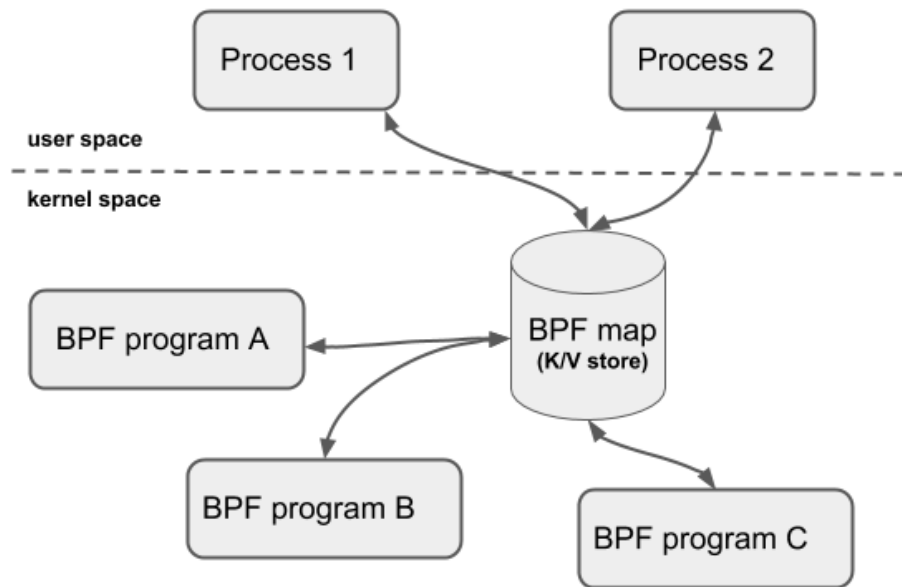 Process 1
Process 2
user space
kernel space
BPF program A
BPF map
(K/V store)
BPF program B
BPF program C